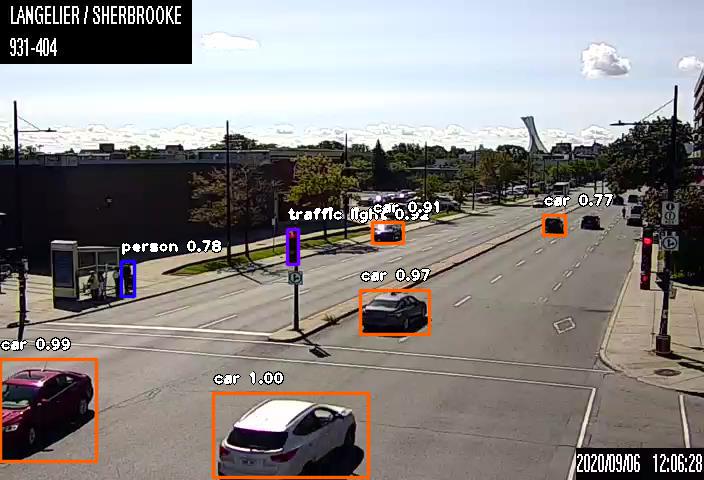 LANGELIER / SHERBROOKE
931-404
car 0.91
traffic light 0.92
car 0.77
person 0.78
car 0.97
car 0.99
car 1.00
2020/09/06 12:06:28